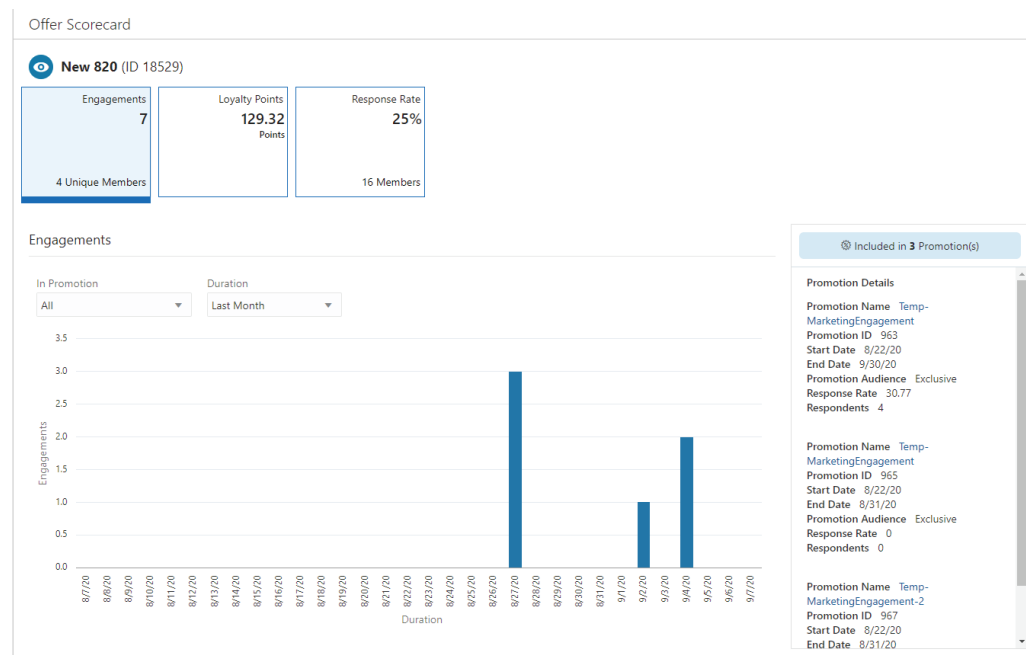 Offer Scorecard
New 820 (ID 18529)
Engagements
7
4 Unique Members
Loyalty Points
129.32
Points
Response Rate
25%
16 Members
Engagements
In Promotion
All
Duration
Last Month
3.5
3.0
2.5
2.0
1.5
1.0
0.5
0.0
Engagements
8/7/20
8/8/20
8/9/20
8/10/20
8/11/20
8/12/20
8/13/20
8/14/20
8/15/20
8/16/20
8/17/20
8/18/20
8/19/20
8/20/20
8/21/20
8/22/20
8/23/20
8/24/20
8/25/20
8/26/20
8/27/20
8/28/20
8/29/20
8/30/20
8/31/20
9/1/20
9/2/20
9/3/20
9/4/20
9/5/20
9/6/20
9/7/20
Duration
Included in 3 Promotion(s)
Promotion Details
Promotion Name Temp-
MarketingEngagement
Promotion ID 963
Start Date 8/22/20
End Date 9/30/20
Promotion Audience Exclusive
Response Rate 30.77
Respondents 4
Promotion Name Temp-
MarketingEngagement
Promotion ID 965
Start Date 8/22/20
End Date 8/31/20
Promotion Audience Exclusive
Response Rate 0
Respondents 0
Promotion Name Temp-
MarketingEngagement-2
Promotion ID 967
Start Date 8/22/20
End Date 8/31/20